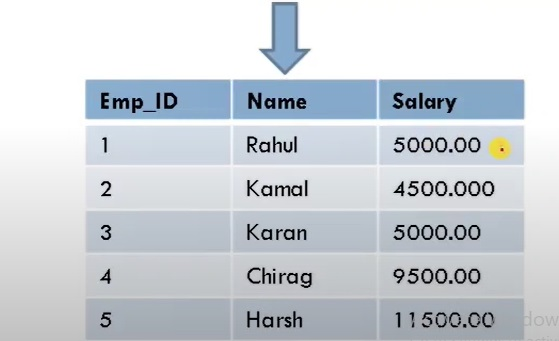 Emp_ID Name Salary
1 Rahul 5000.00
2 Kamal 4500.000
3 Karan 5000.00
4 Chirag 9500.00
5 Harsh 11500.00